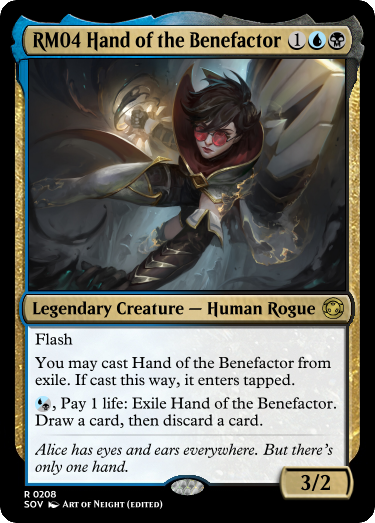 RM04 Hand of the Benefactor 1
Legendary Creature — Human Rogue
Flash
You may cast Hand of the Benefactor from
exile. If cast this way, it enters tapped.
, Pay 1 life: Exile Hand of the Benefactor.
Draw a card, then discard a card.
Alice has eyes and ears everywhere. But there's
only one hand.
3/2
R 0208
SOV Art of Neight (edited)